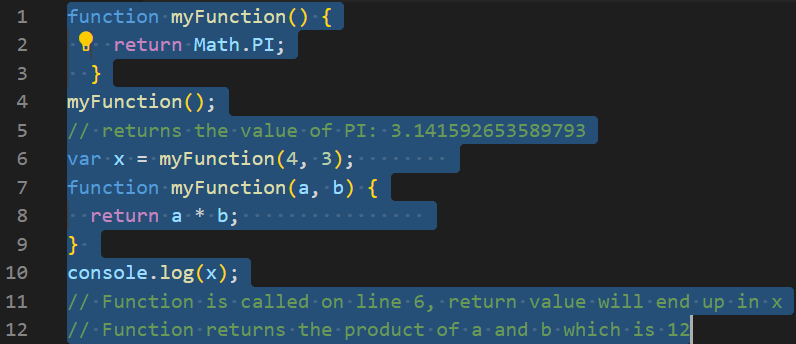 1 function myFunction() {
2 return Math.PI;
3 }
4 myFunction();
5 // returns the value of PI: 3.141592653589793
6 var x = myFunction(4, 3);
7 function myFunction(a, b) {
8 return a * b;
9 }
10 console.log(x);
11 // Function is called on line 6, return value will end up in x
12 // Function returns the product of a and b which is 12